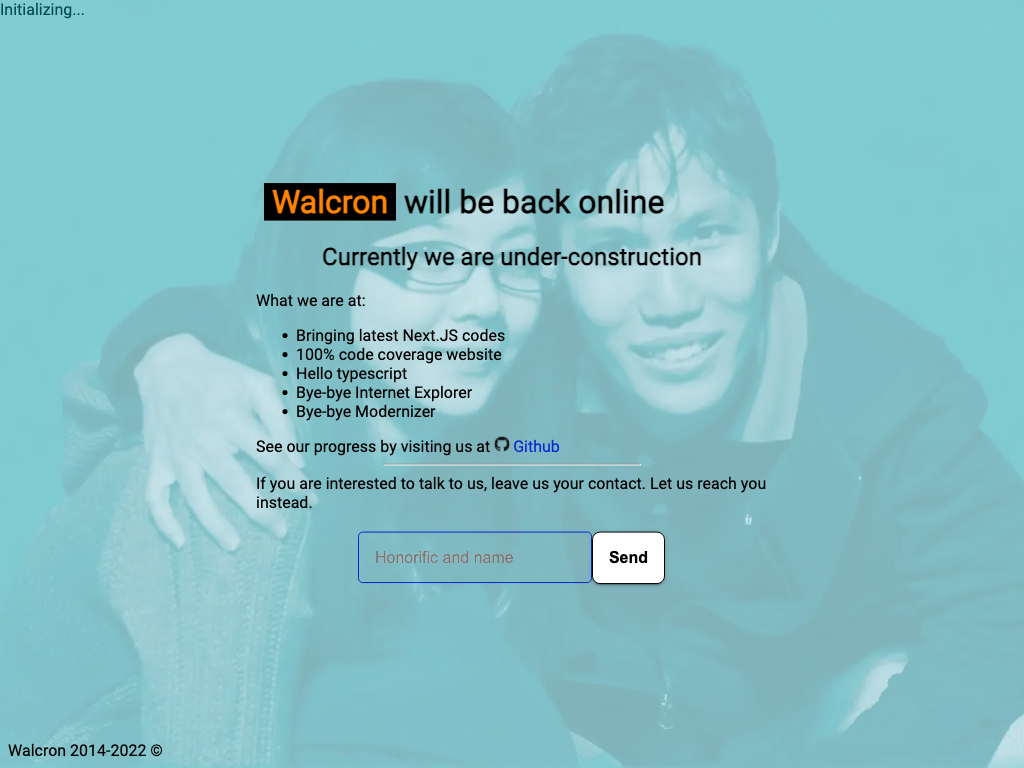 Initializing...
Walcron will be back online
Currently we are under-construction
What we are at:
Bringing latest Next.JS codes
100% code coverage website
Hello typescript
Bye-bye Internet Explorer
Bye-bye Modernizer
See our progress by visiting us at Github
If you are interested to talk to us, leave us your contact. Let us reach you
instead.
Honorific and name
Send
Walcron 2014-2022 ©